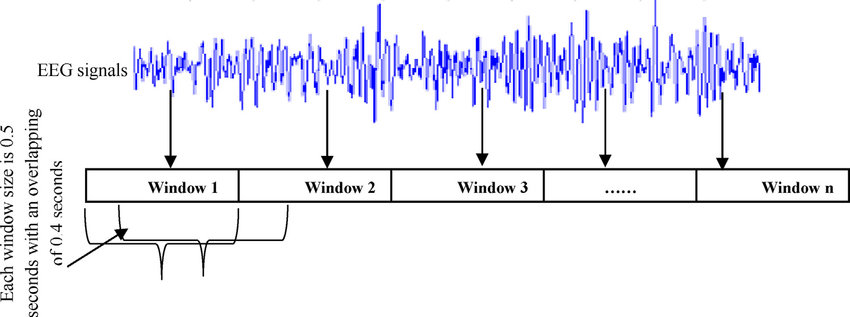 EEG signals
Window 1
Window 2
Window 3
……
Window n
Each window size is 0.5
seconds with an overlapping
of 0.4 seconds